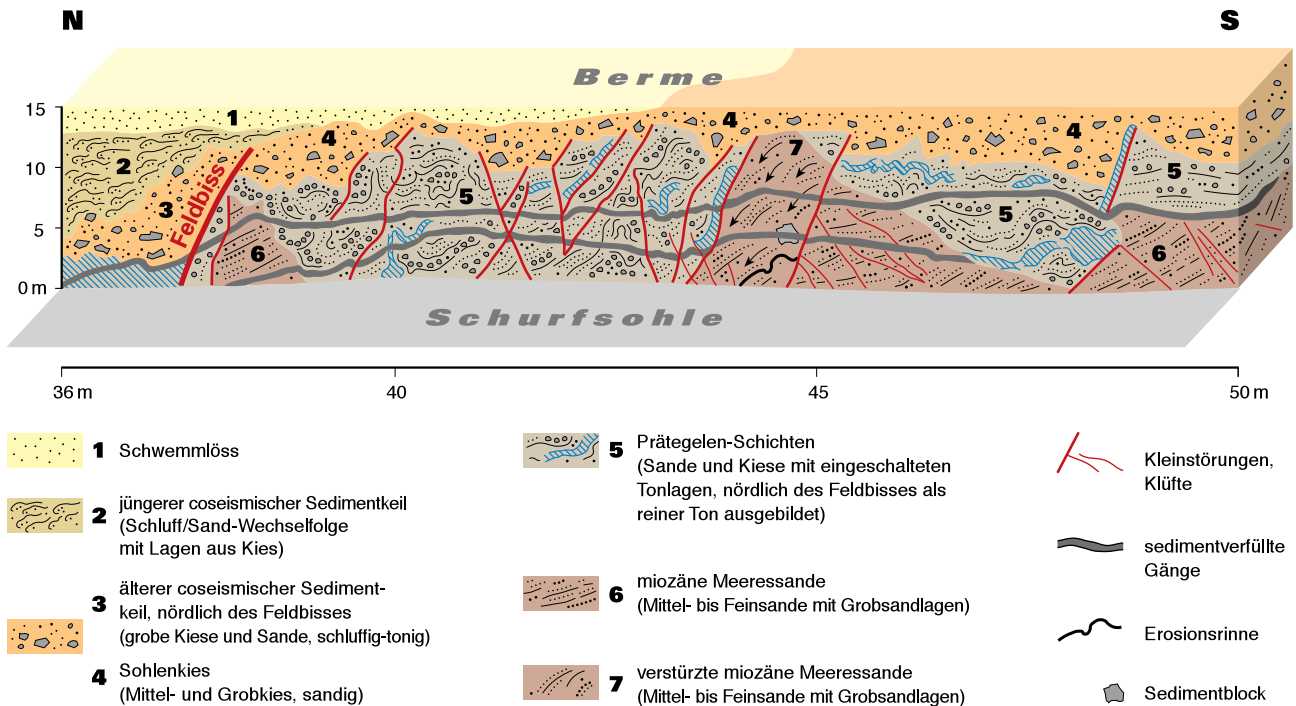 N
S
Berme
15
10
5
0 m
1
2
3
4
4
4
5
5
5
6
6
7
Feldbiss
Schurfsohle
36 m
40
45
50 m
1 Schwemmlöss
2 jüngerer coseismischer Sedimentkeil
(Schluff/Sand-Wechselfolge
mit Lagen aus Kies)
3 älterer coseismischer Sediment-
keil, nördlich des Feldbisses
(grobe Kiese und Sande, schluffig-tonig)
4 Sohlenkies
(Mittel- und Grobkies, sandig)
5 Prätegelen-Schichten
(Sande und Kiese mit eingeschalteten
Tonlagen, nördlich des Feldbisses als
reiner Ton ausgebildet)
6 miozäne Meeressande
(Mittel- bis Feinsande mit Grobsandlagen)
7 verstürzte miozäne Meeressande
(Mittel- bis Feinsande mit Grobsandlagen)
Kleinstörungen,
Klüfte
sedimentverfüllte
Gänge
Erosionsrinne
Sedimentblock